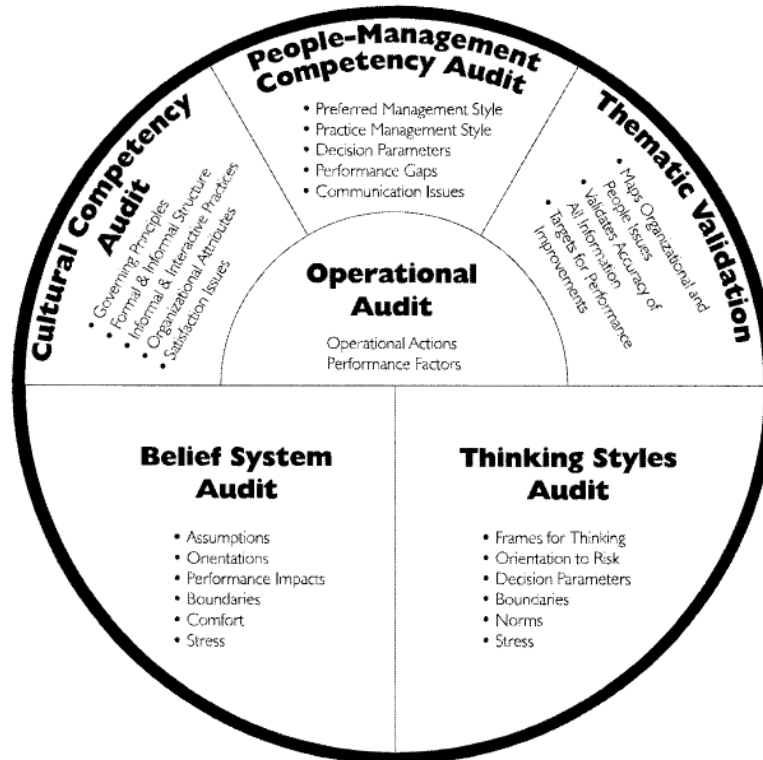 People-Management
Competency Audit
• Preferred Management Style
• Practice Management Style
• Decision Parameters
• Performance Gaps
• Communication Issues
Cultural Competency
Audit
• Governing Principles
• Formal & Informal Structure
• Informal & Interactive Practices
• Organizational Attributes
• Satisfaction Issues
Thematic Validation
• Maps Organizational and
People Issues
• Validates Accuracy of
All Information
• Targets for Performance
Improvements
Operational
Audit
Operational Actions
Performance Factors
Belief System
Audit
• Assumptions
• Orientations
• Performance Impacts
• Boundaries
• Comfort
• Stress
Thinking Styles
Audit
• Frames for Thinking
• Orientation to Risk
• Decision Parameters
• Boundaries
• Norms
• Stress